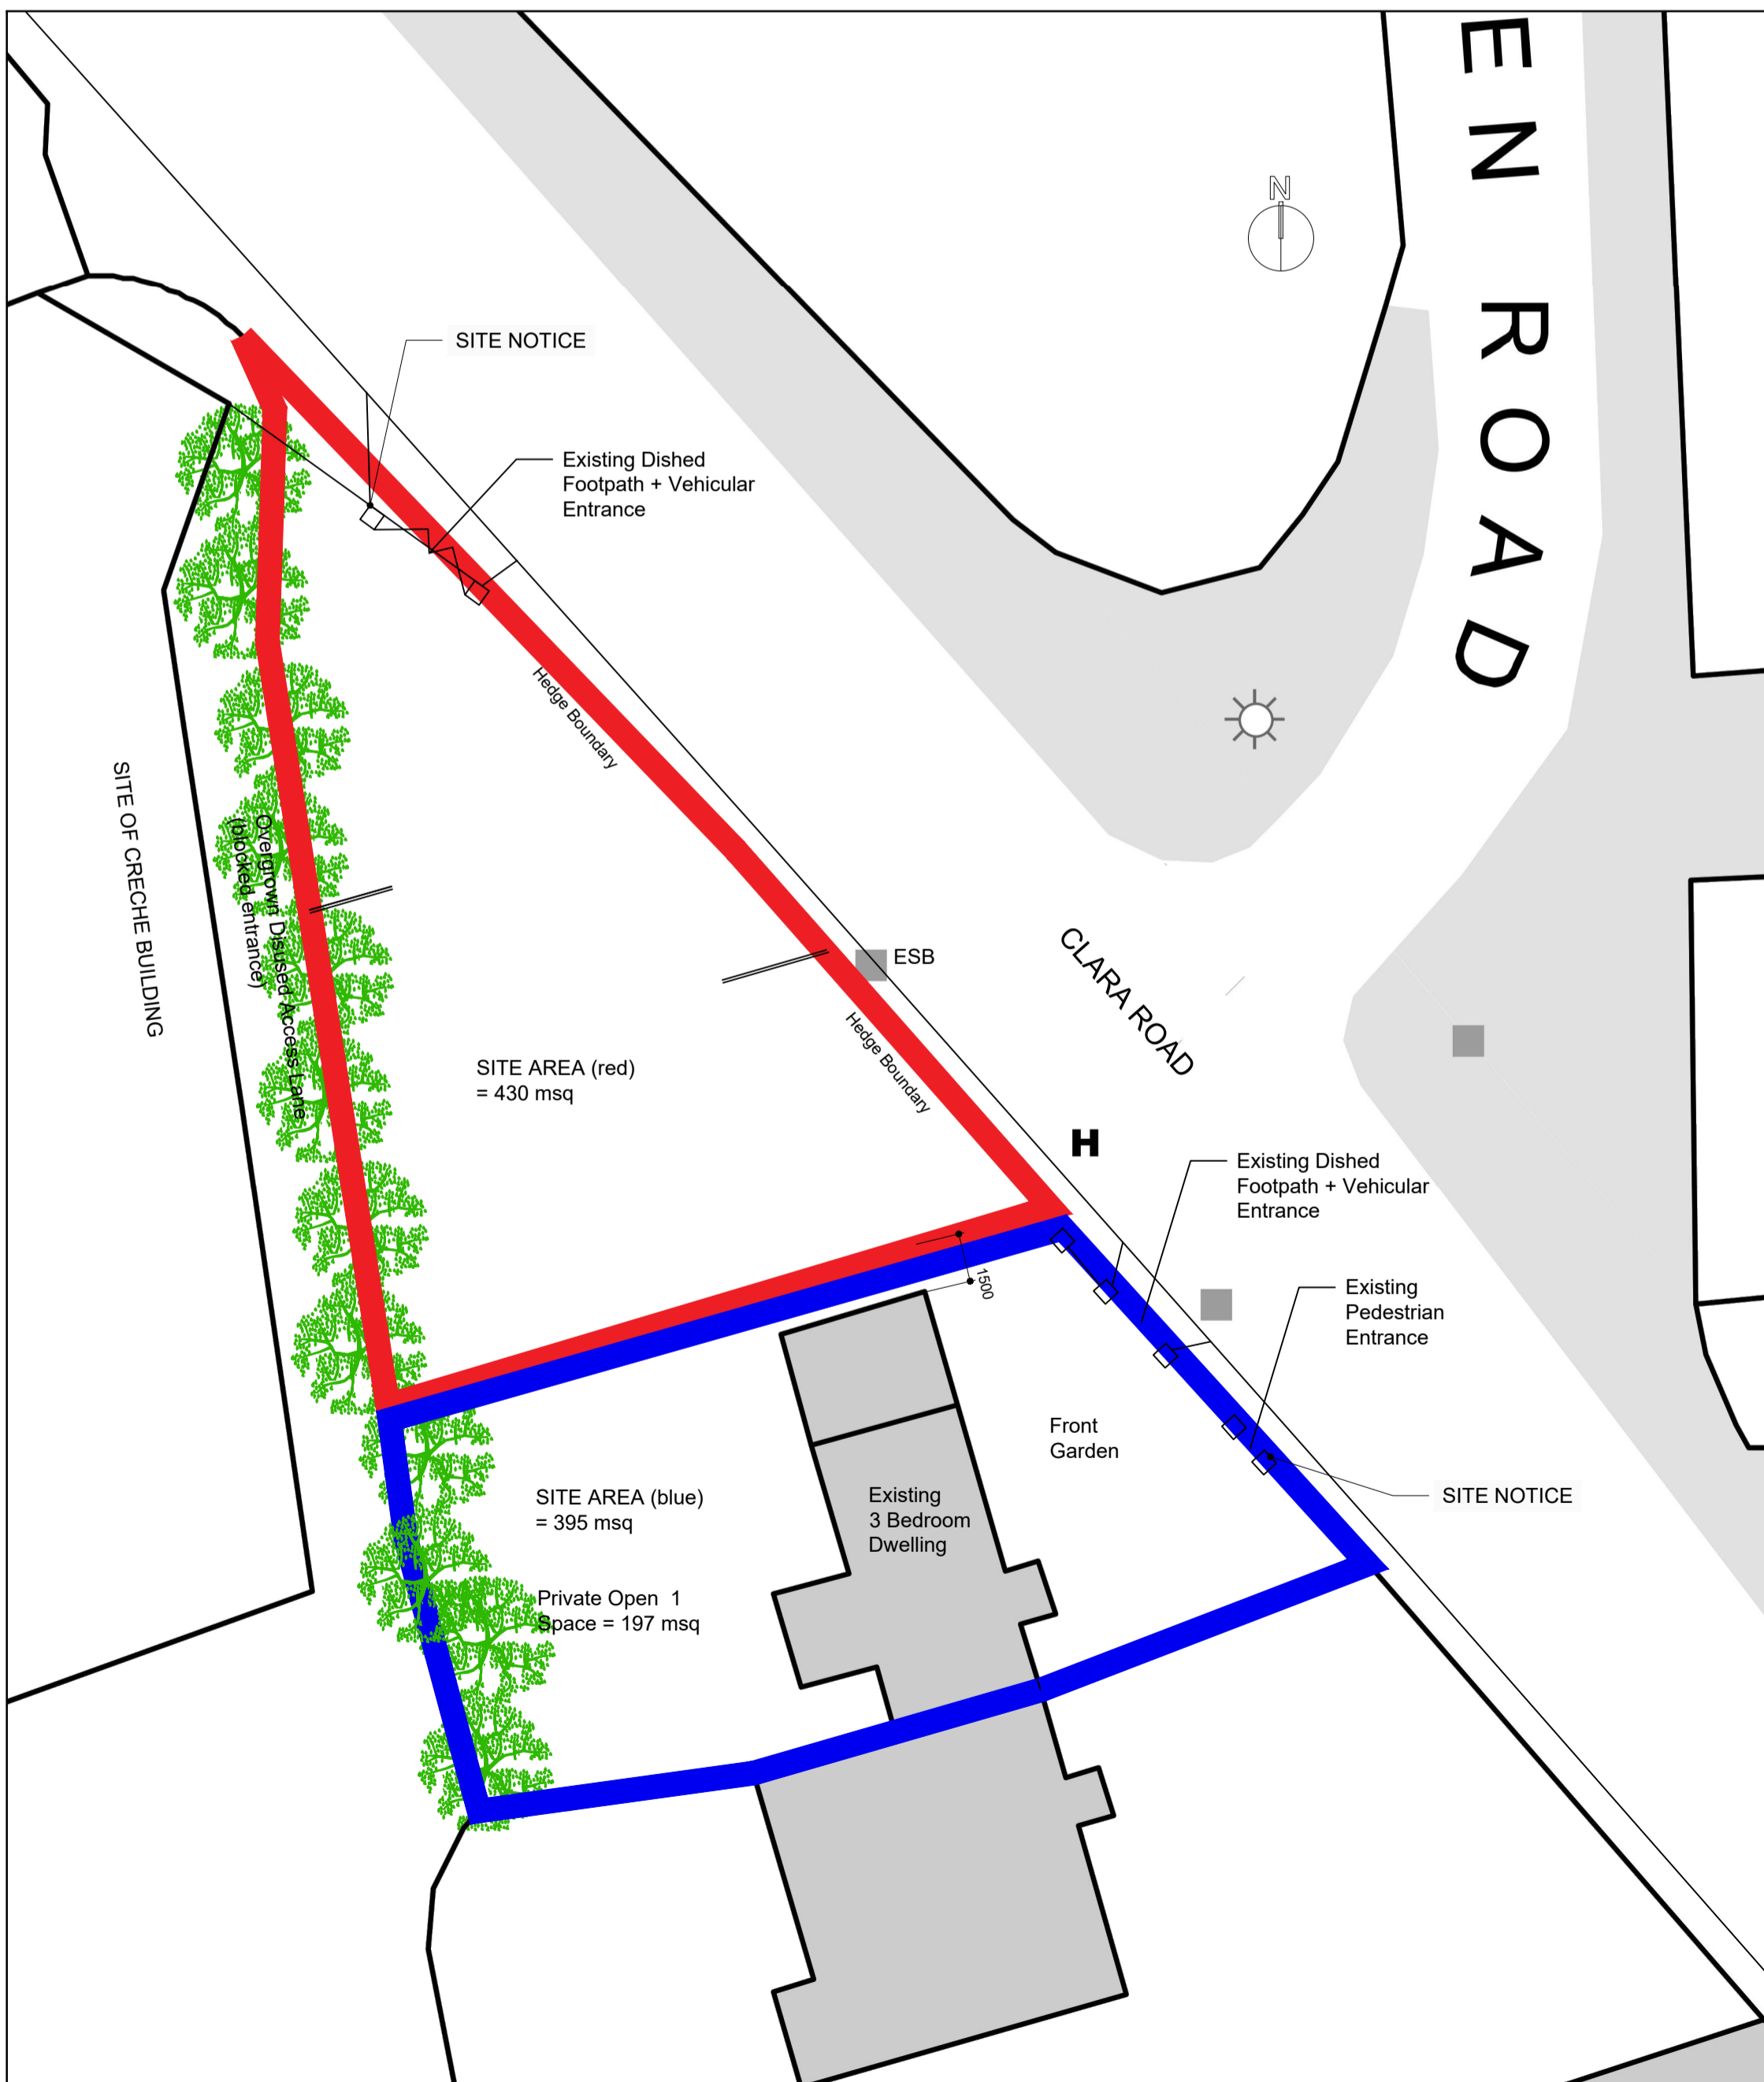 EN ROAD
N
SITE NOTICE
Existing Dished
Footpath + Vehicular
Entrance
Hedge Boundary
SITE OF CRECHE BUILDING
Overgrown Disused Access Lane
(blocked entrance)
ESB
CLARA ROAD
Hedge Boundary
SITE AREA (red)
= 430 msq
H
Existing Dished
Footpath + Vehicular
Entrance
1500
Existing
Pedestrian
Entrance
Front
Garden
SITE AREA (blue)
= 395 msq
Existing
3 Bedroom
Dwelling
SITE NOTICE
Private Open 1
Space = 197 msq